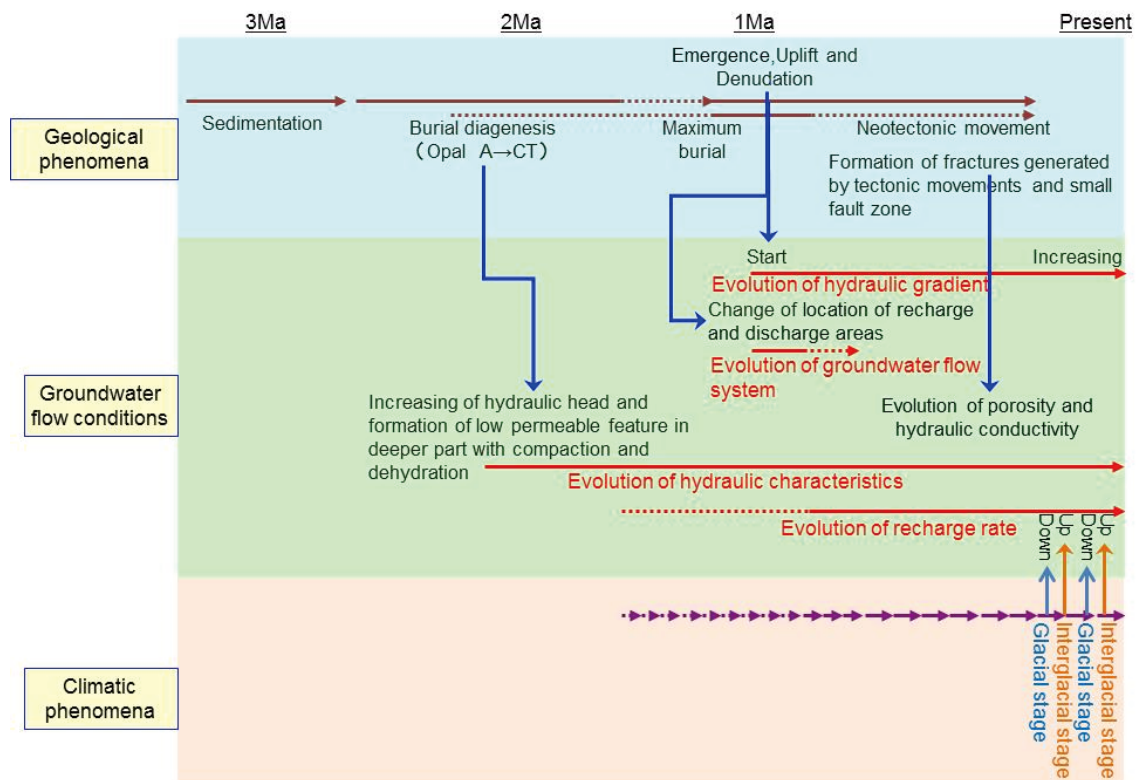 3Ma
2Ma
1Ma
Present
Emergence,Uplift and
Denudation
Geological
phenomena
Sedimentation
Burial diagenesis
(Opal A→CT)
Maximum
burial
Neotectonic movement
Formation of fractures generated
by tectonic movements and small
fault zone
Start
Increasing
Evolution of hydraulic gradient
Change of location of recharge
and discharge areas
Evolution of groundwater flow
system
Groundwater
flow conditions
Increasing of hydraulic head and
formation of low permeable feature in
deeper part with compaction and
dehydration
Evolution of porosity and
hydraulic conductivity
Evolution of hydraulic characteristics
Evolution of recharge rate
Down
Up
Down
Up
Climatic
phenomena
Glacial stage
Interglacial stage
Glacial stage
Interglacial stage